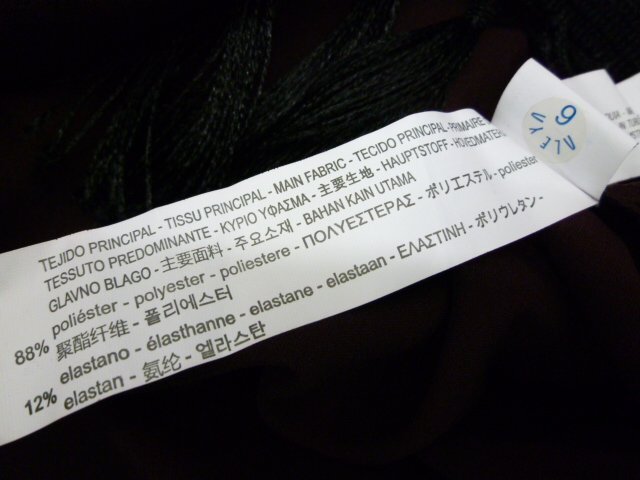 TEJIDO PRINCIPAL - TISSU PRINCIPAL - MAIN FABRIC - TECIDO PRINCIPAL - PRIMAIRE
TESSUTO PREDOMINANTE - ΚΥΡΙΟ ΥΦΑΣΜΑ - 主要生地 - HAUPTSTOFF - HOVEDMATE
GLAVNO BLAGO - 主要面料 - 주요소재 - BAHAN KAIN UTAMA
poliéster - polyester - poliestere - ΠΟΛΥΕΣΤΕΡΑΣ - ポリエステル - poliester
88% 聚酯纤维 - 폴리에스터
elastano - élasthanne - elastane - elastaan - ΕΛΑΣΤΙΝΗ - ポリウレタン -
12% elastan - 氨纶 - 엘라스탄
6